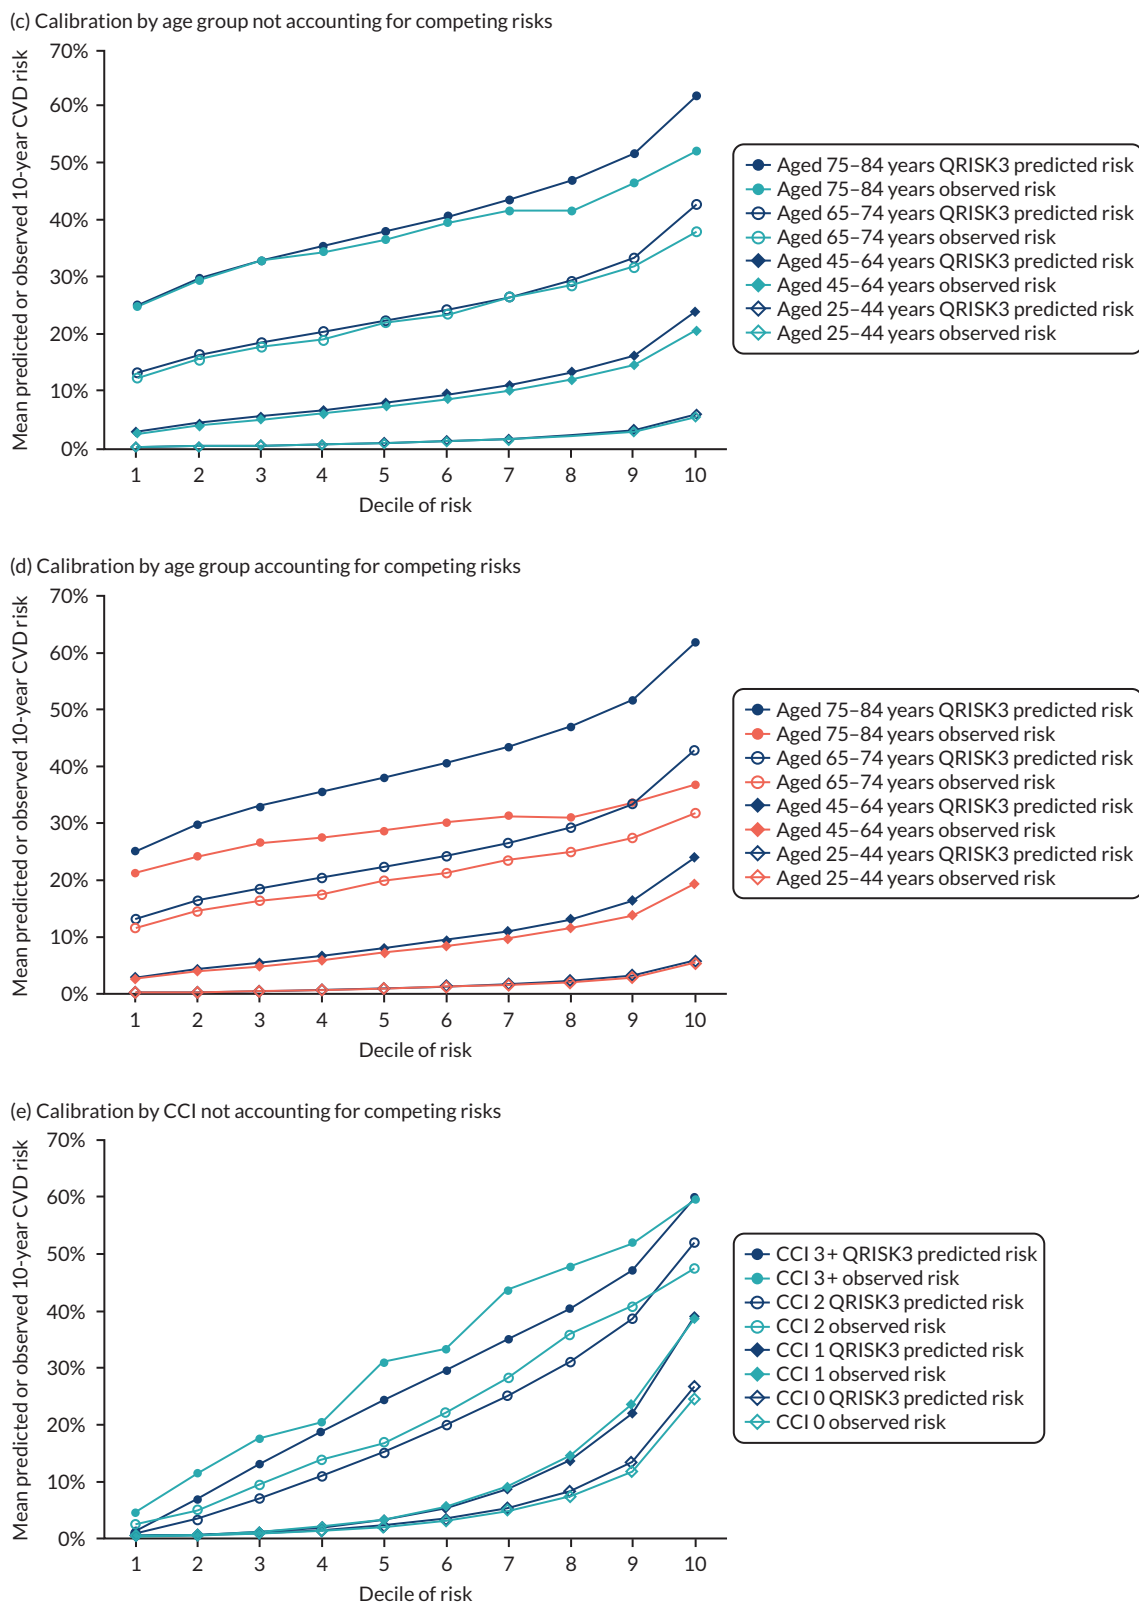 (c) Calibration by age group not accounting for competing risks
Mean predicted or observed 10-year CVD risk
70%
60%
50%
40%
30%
20%
10%
0%
1 2 3 4 5 6 7 8 9 10
Decile of risk
Aged 75–84 years QRISK3 predicted risk
Aged 75–84 years observed risk
Aged 65–74 years QRISK3 predicted risk
Aged 65–74 years observed risk
Aged 45–64 years QRISK3 predicted risk
Aged 45–64 years observed risk
Aged 25–44 years QRISK3 predicted risk
Aged 25–44 years observed risk
(d) Calibration by age group accounting for competing risks
Mean predicted or observed 10-year CVD risk
70%
60%
50%
40%
30%
20%
10%
0%
1 2 3 4 5 6 7 8 9 10
Decile of risk
Aged 75–84 years QRISK3 predicted risk
Aged 75–84 years observed risk
Aged 65–74 years QRISK3 predicted risk
Aged 65–74 years observed risk
Aged 45–64 years QRISK3 predicted risk
Aged 45–64 years observed risk
Aged 25–44 years QRISK3 predicted risk
Aged 25–44 years observed risk
(e) Calibration by CCI not accounting for competing risks
Mean predicted or observed 10-year CVD risk
70%
60%
50%
40%
30%
20%
10%
0%
1 2 3 4 5 6 7 8 9 10
Decile of risk
CCI 3+ QRISK3 predicted risk
CCI 3+ observed risk
CCI 2 QRISK3 predicted risk
CCI 2 observed risk
CCI 1 QRISK3 predicted risk
CCI 1 observed risk
CCI 0 QRISK3 predicted risk
CCI 0 observed risk